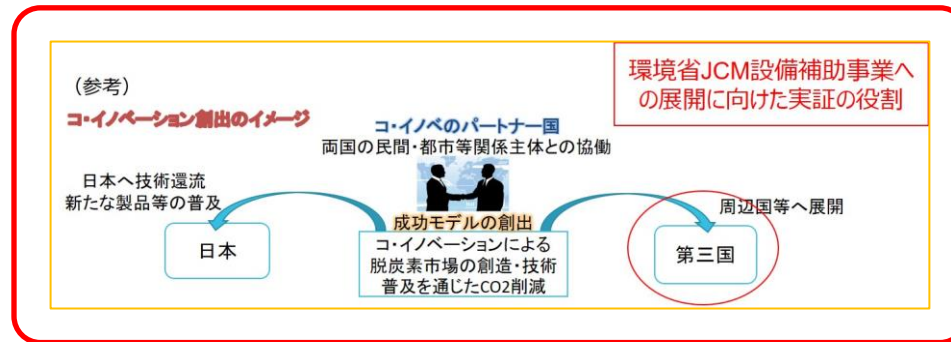 環境省JCM設備補助事業へ
の展開に向けた実証の役割
(参考)
コ・イノベーション創出のイメージ
コ・イノベのパートナー国
両国の民間・都市等関係主体との協働
日本へ技術還流
新たな製品等の普及
周辺国等へ展開
成功モデルの創出
日本
コ・イノベーションによる
脱炭素市場の創造・技術
普及を通じたCO2削減
第三国